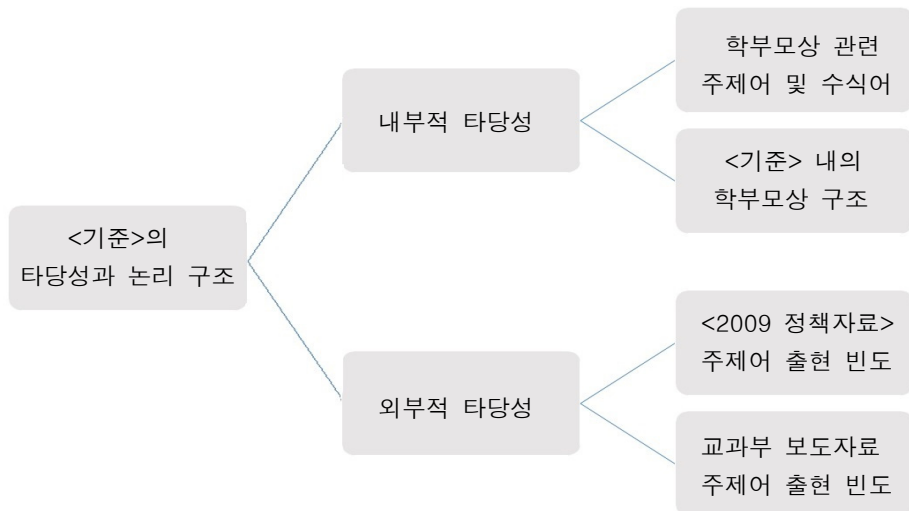 <기준>의
타당성과 논리 구조
내부적 타당성
학부모상 관련
주제어 및 수식어
<기준> 내의
학부모상 구조
외부적 타당성
<2009 정책자료>
주제어 출현 빈도
교과부 보도자료
주제어 출현 빈도